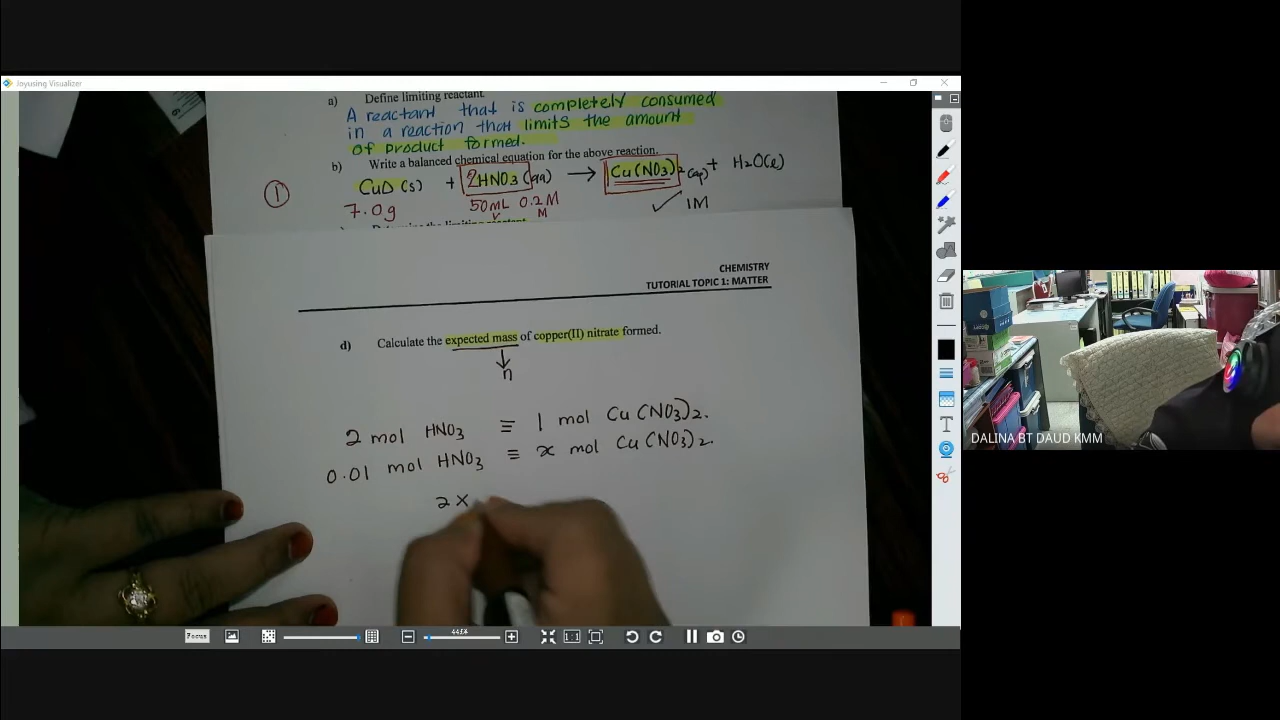 Joyusing Visualizer
a) Define limiting reactant.
A reactant that is completely consumed
in a reaction that limits the amount
of product formed.
b) Write a balanced chemical equation for the above reaction.
① CuO (s) + 2HNO3 (aq) → Cu(NO3)2 (aq) + H2O(l)
7.0g 50mL 0.2M ✓ 1M
V M
CHEMISTRY
TUTORIAL TOPIC 1: MATTER
d) Calculate the expected mass of copper(II) nitrate formed.
↓
n
2 mol HNO3 ≡ 1 mol Cu(NO3)2.
0.01 mol HNO3 ≡ x mol Cu(NO3)2.
2 x
DALINA BT DAUD KMM
Focus
1:1
T